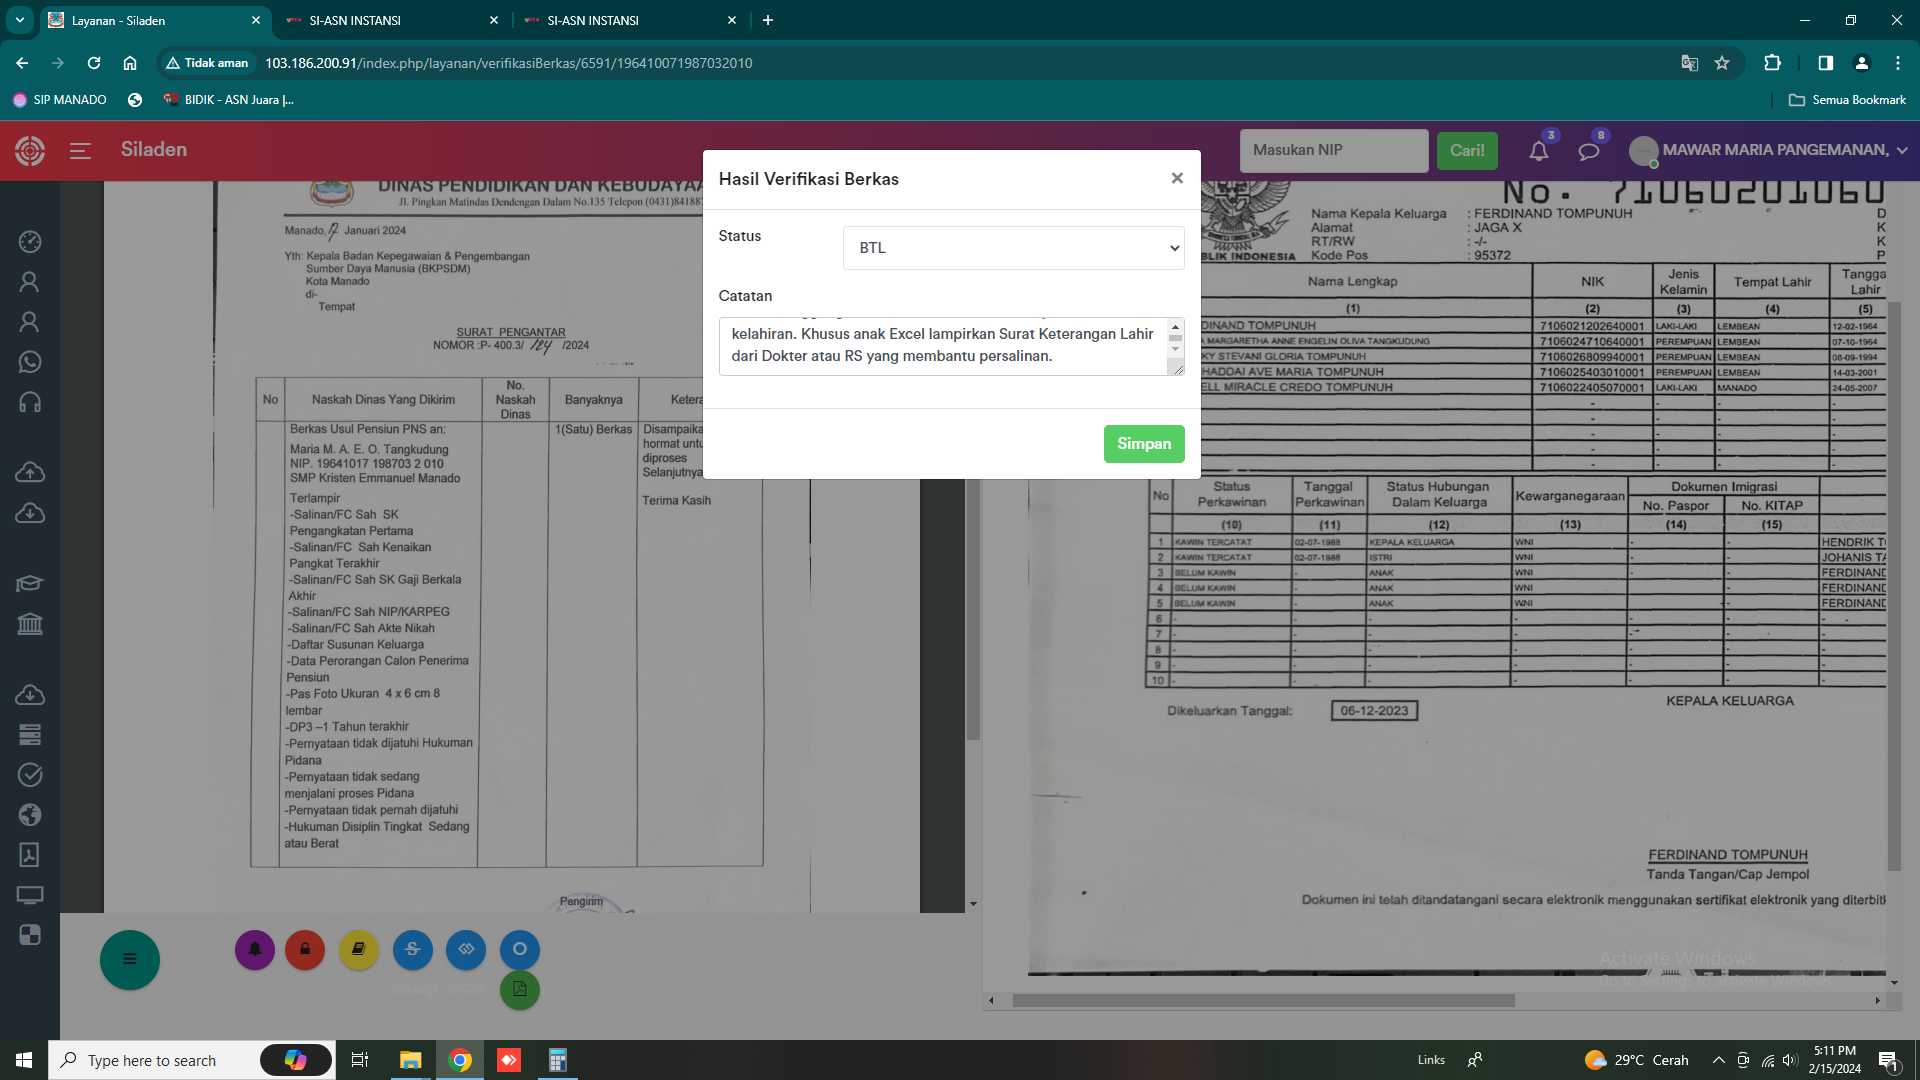 Layanan - Siladen
SI-ASN INSTANSI
SI-ASN INSTANSI
Tidak aman
103.186.200.91/index.php/layanan/verifikasiBerkas/6591/196410071987032010
SIP MANADO
BIDIK - ASN Juara |...
Semua Bookmark
Siladen
Masukan NIP
Cari!
3
8
MAWAR MARIA PANGEMANAN,
DINAS PENDIDIKAN DAN KEBUDAYAA
Jl. Pingkan Matindas Dendengan Dalam No.135 Telepon (0431)84188
Manado, 12 Januari 2024
Yth: Kepala Badan Kepegawaian & Pengembangan
Sumber Daya Manusia (BKPSDM)
Kota Manado
di-
Tempat
SURAT PENGANTAR
NOMOR :P- 400.3/ 124 /2024
No
Naskah Dinas Yang Dikirim
No. Naskah Dinas
Banyaknya
Ketera
Berkas Usul Pensiun PNS an:
Maria M. A. E. O. Tangkudung
NIP. 19641017 198703 2 010
SMP Kristen Emmanuel Manado
Terlampir
-Salinan/FC Sah SK
Pengangkatan Pertama
-Salinan/FC Sah Kenaikan
Pangkat Terakhir
-Salinan/FC Sah SK Gaji Berkala
Akhir
-Salinan/FC Sah NIP/KARPEG
-Salinan/FC Sah Akte Nikah
-Daftar Susunan Keluarga
-Data Perorangan Calon Penerima
Pensiun
-Pas Foto Ukuran 4 x 6 cm 8
lembar
-DP3 –1 Tahun terakhir
-Pernyataan tidak dijatuhi Hukuman
Pidana
-Pernyataan tidak sedang
menjalani proses Pidana
-Pernyataan tidak pernah dijatuhi
-Hukuman Disiplin Tingkat Sedang
atau Berat
1(Satu) Berkas
Disampaika
hormat untu
diproses
Selanjutnya
Terima Kasih
Pengirim
Hasil Verifikasi Berkas
×
Status
BTL
Catatan
kelahiran. Khusus anak Excel lampirkan Surat Keterangan Lahir
dari Dokter atau RS yang membantu persalinan.
Simpan
No. 71060201060
BLIK INDONESIA
Nama Kepala Keluarga : FERDINAND TOMPUNUH
Alamat : JAGA X
RT/RW : -/-
Kode Pos : 95372
D
K
K
P
Nama Lengkap
NIK
Jenis Kelamin
Tempat Lahir
Tangga
Lahir
(1) (2) (3) (4) (5)
DINAND TOMPUNUH 7106021202640001 LAKI-LAKI LEMBEAN 12-02-1964
A MARGARETHA ANNE ENGELIN OLIVA TANGKUDUNG 7106024710640001 PEREMPUAN LEMBEAN 07-10-1964
KY STEVANI GLORIA TOMPUNUH 7106026809940001 PEREMPUAN LEMBEAN 08-09-1994
HADDAI AVE MARIA TOMPUNUH 7106025403010001 PEREMPUAN LEMBEAN 14-03-2001
ELL MIRACLE CREDO TOMPUNUH 7106022405070001 LAKI-LAKI MANADO 24-05-2007
No
Status Perkawinan
Tanggal Perkawinan
Status Hubungan Dalam Keluarga
Kewarganegaraan
Dokumen Imigrasi
No. Paspor
No. KITAP
(10) (11) (12) (13) (14) (15)
1 KAWIN TERCATAT 02-07-1988 KEPALA KELUARGA WNI - - HENDRIK T
2 KAWIN TERCATAT 02-07-1988 ISTRI WNI - - JOHANIS TA
3 BELUM KAWIN - ANAK WNI - - FERDINAND
4 BELUM KAWIN - ANAK WNI - - FERDINAND
5 BELUM KAWIN - ANAK WNI - - FERDINAND
6 - - - - - - -
7 - - - - - - -
8 - - - - - - -
9 - - - - - - -
10 - - - - - - -
Dikeluarkan Tanggal: 06-12-2023
KEPALA KELUARGA
FERDINAND TOMPUNUH
Tanda Tangan/Cap Jempol
Dokumen ini telah ditandatangani secara elektronik menggunakan sertifikat elektronik yang diterbitk
Activate Windows
Type here to search
Links
29°C Cerah
5:11 PM
2/15/2024
1